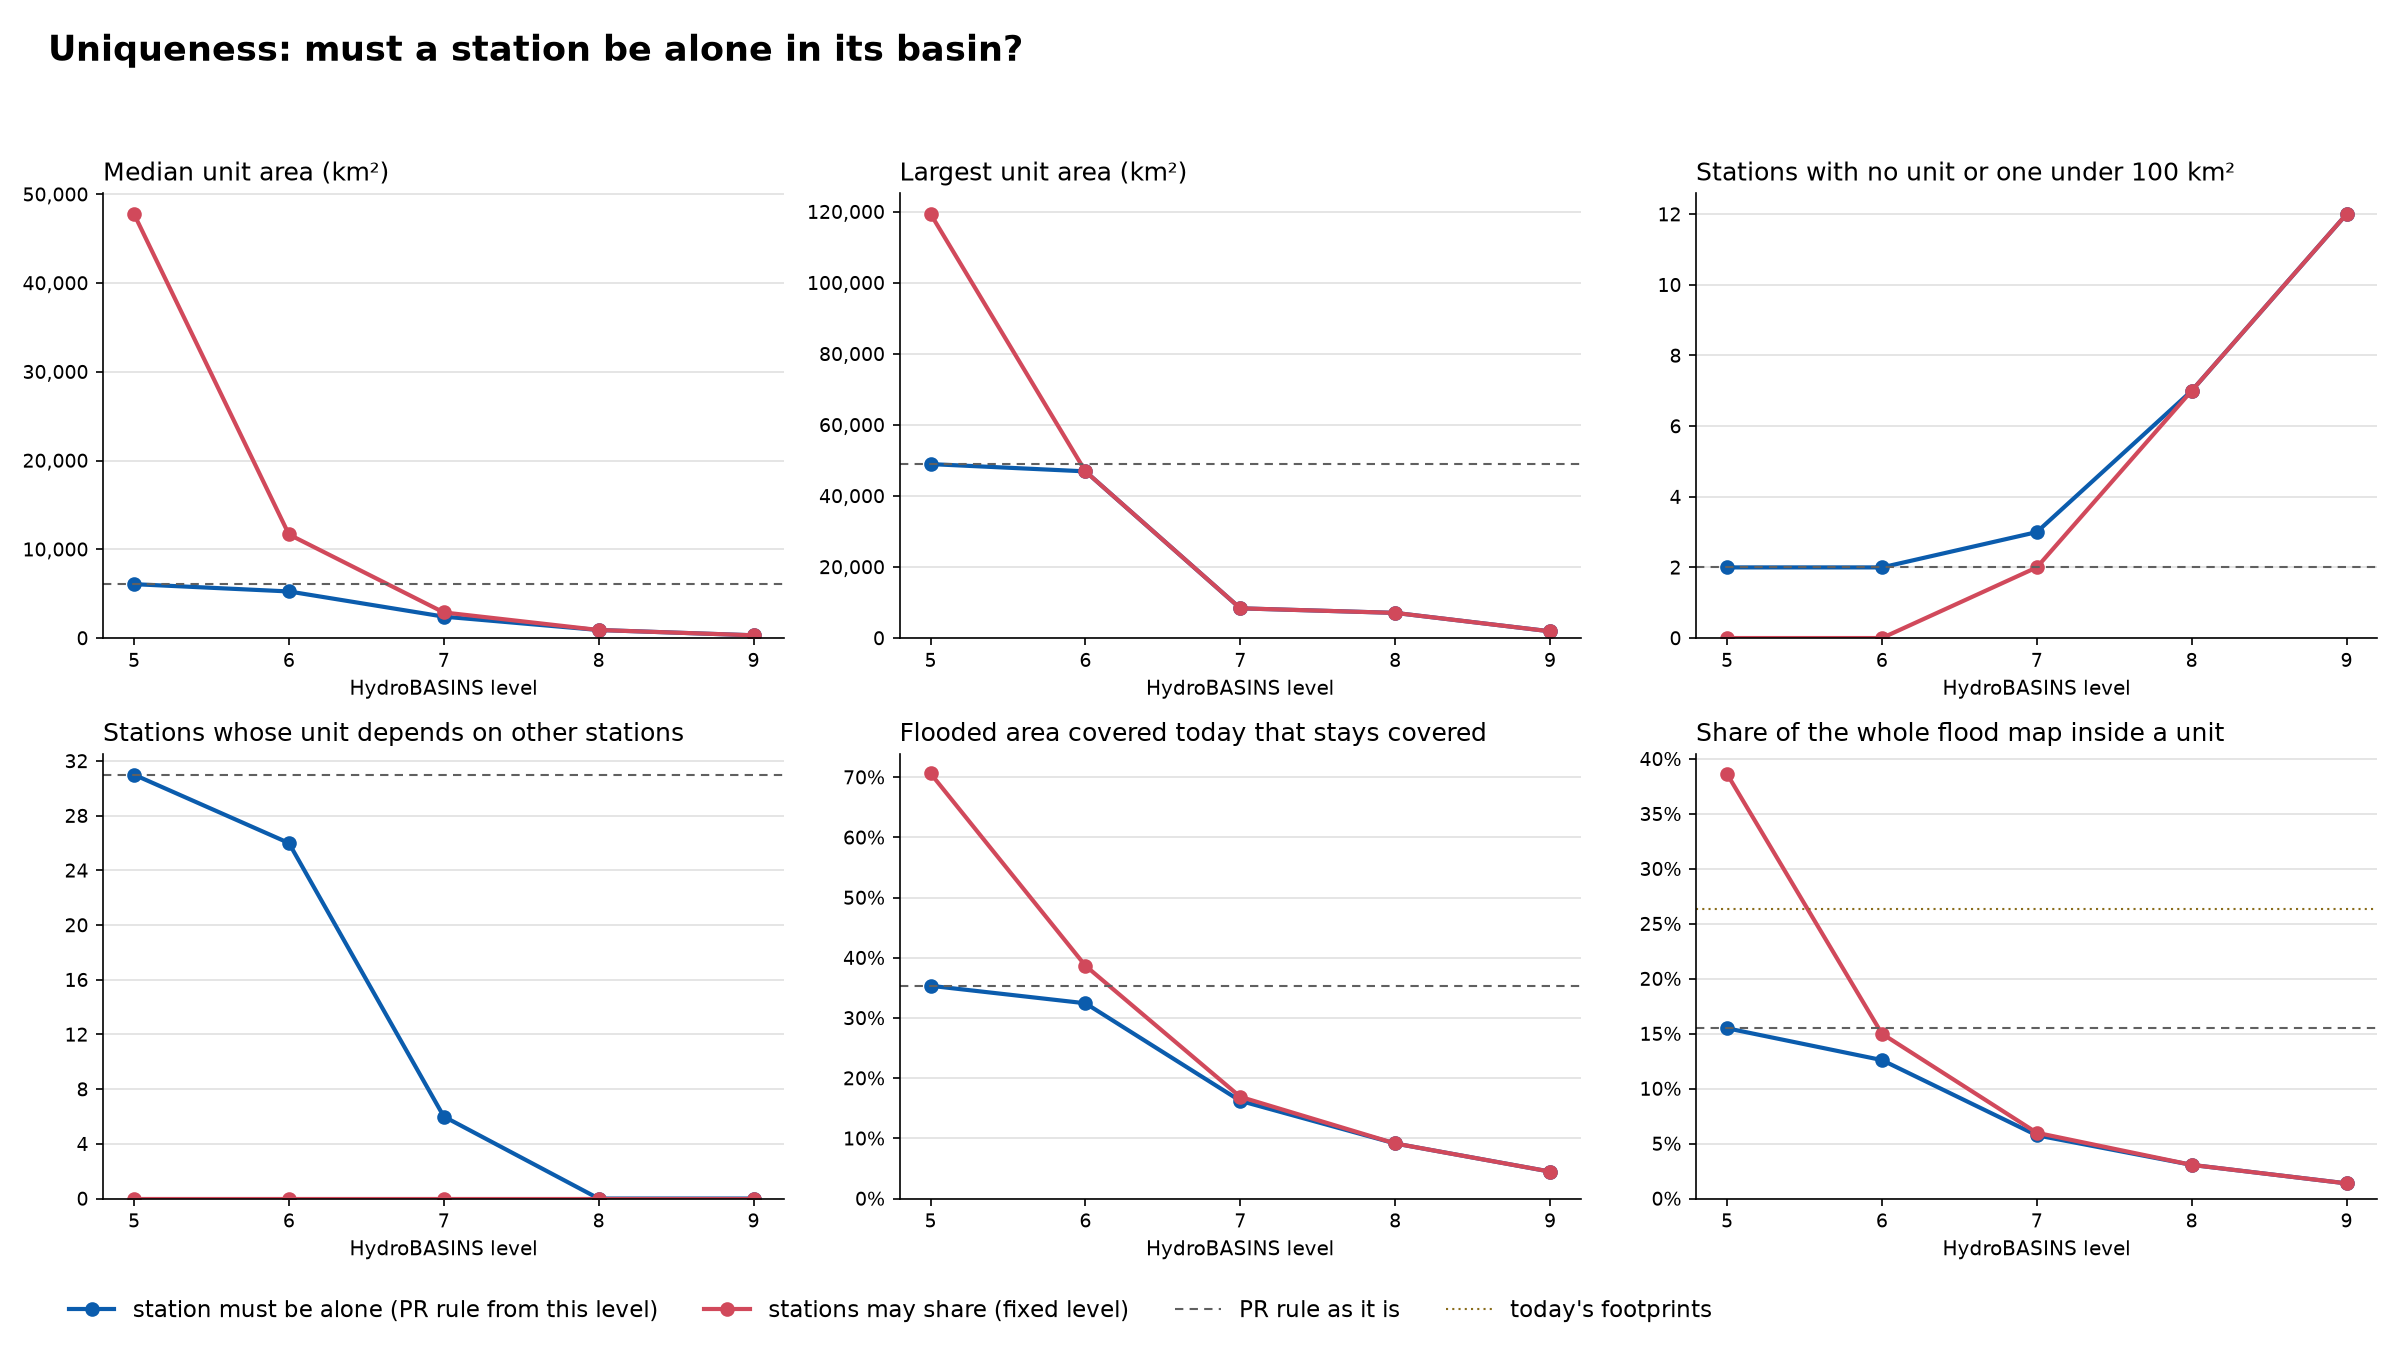 Uniqueness: must a station be alone in its basin?
Median unit area (km²)
50,000
40,000
30,000
20,000
10,000
0
5 6 7 8 9
HydroBASINS level
Largest unit area (km²)
120,000
100,000
80,000
60,000
40,000
20,000
0
5 6 7 8 9
HydroBASINS level
Stations with no unit or one under 100 km²
12
10
8
6
4
2
0
5 6 7 8 9
HydroBASINS level
Stations whose unit depends on other stations
32
28
24
20
16
12
8
4
0
5 6 7 8 9
HydroBASINS level
Flooded area covered today that stays covered
70%
60%
50%
40%
30%
20%
10%
0%
5 6 7 8 9
HydroBASINS level
Share of the whole flood map inside a unit
40%
35%
30%
25%
20%
15%
10%
5%
0%
5 6 7 8 9
HydroBASINS level
station must be alone (PR rule from this level) stations may share (fixed level) PR rule as it is today's footprints